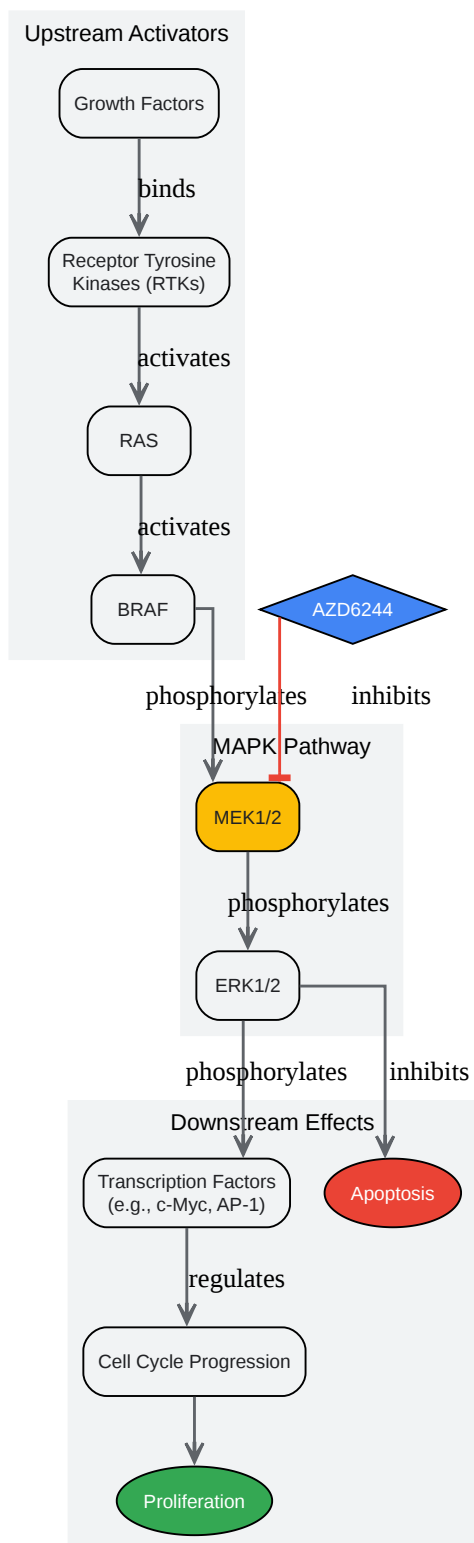 Upstream Activators
Growth Factors
binds
Receptor Tyrosine
Kinases (RTKs)
activates
RAS
activates
BRAF
AZD6244
phosphorylates
inhibits
MAPK Pathway
MEK1/2
phosphorylates
ERK1/2
phosphorylates
inhibits
Downstream Effects
Transcription Factors
(e.g., c-Myc, AP-1)
Apoptosis
regulates
Cell Cycle Progression
Proliferation